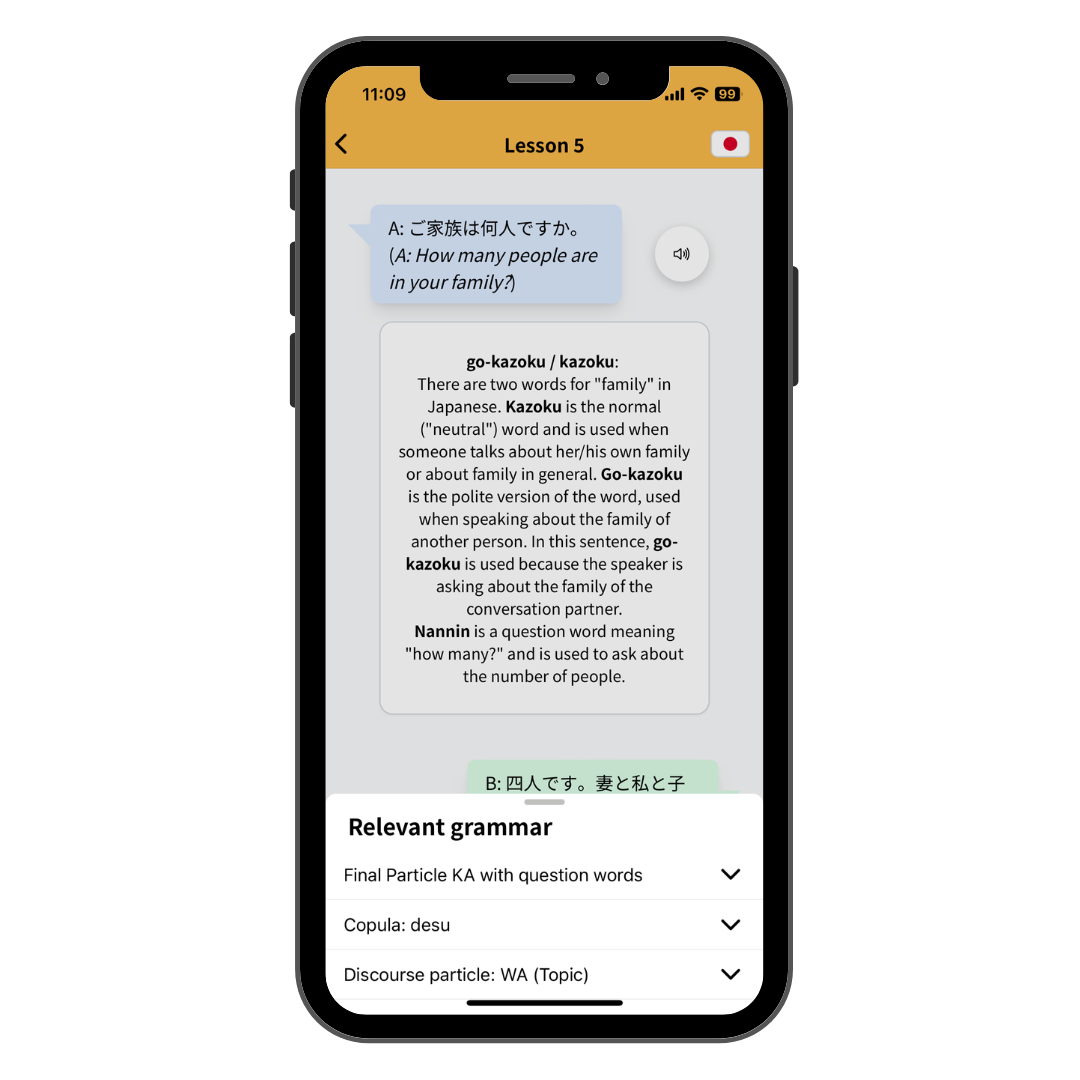 11:09
99
Lesson 5
A: ご家族は何人ですか。
(A: How many people are
in your family?)
go-kazoku / kazoku:
There are two words for "family" in
Japanese. Kazoku is the normal
("neutral") word and is used when
someone talks about her/his own family
or about family in general. Go-kazoku
is the polite version of the word, used
when speaking about the family of
another person. In this sentence, go-
kazoku is used because the speaker is
asking about the family of the
conversation partner.
Nannin is a question word meaning
"how many?" and is used to ask about
the number of people.
B: 四人です。妻と私と子
Relevant grammar
Final Particle KA with question words
Copula: desu
Discourse particle: WA (Topic)